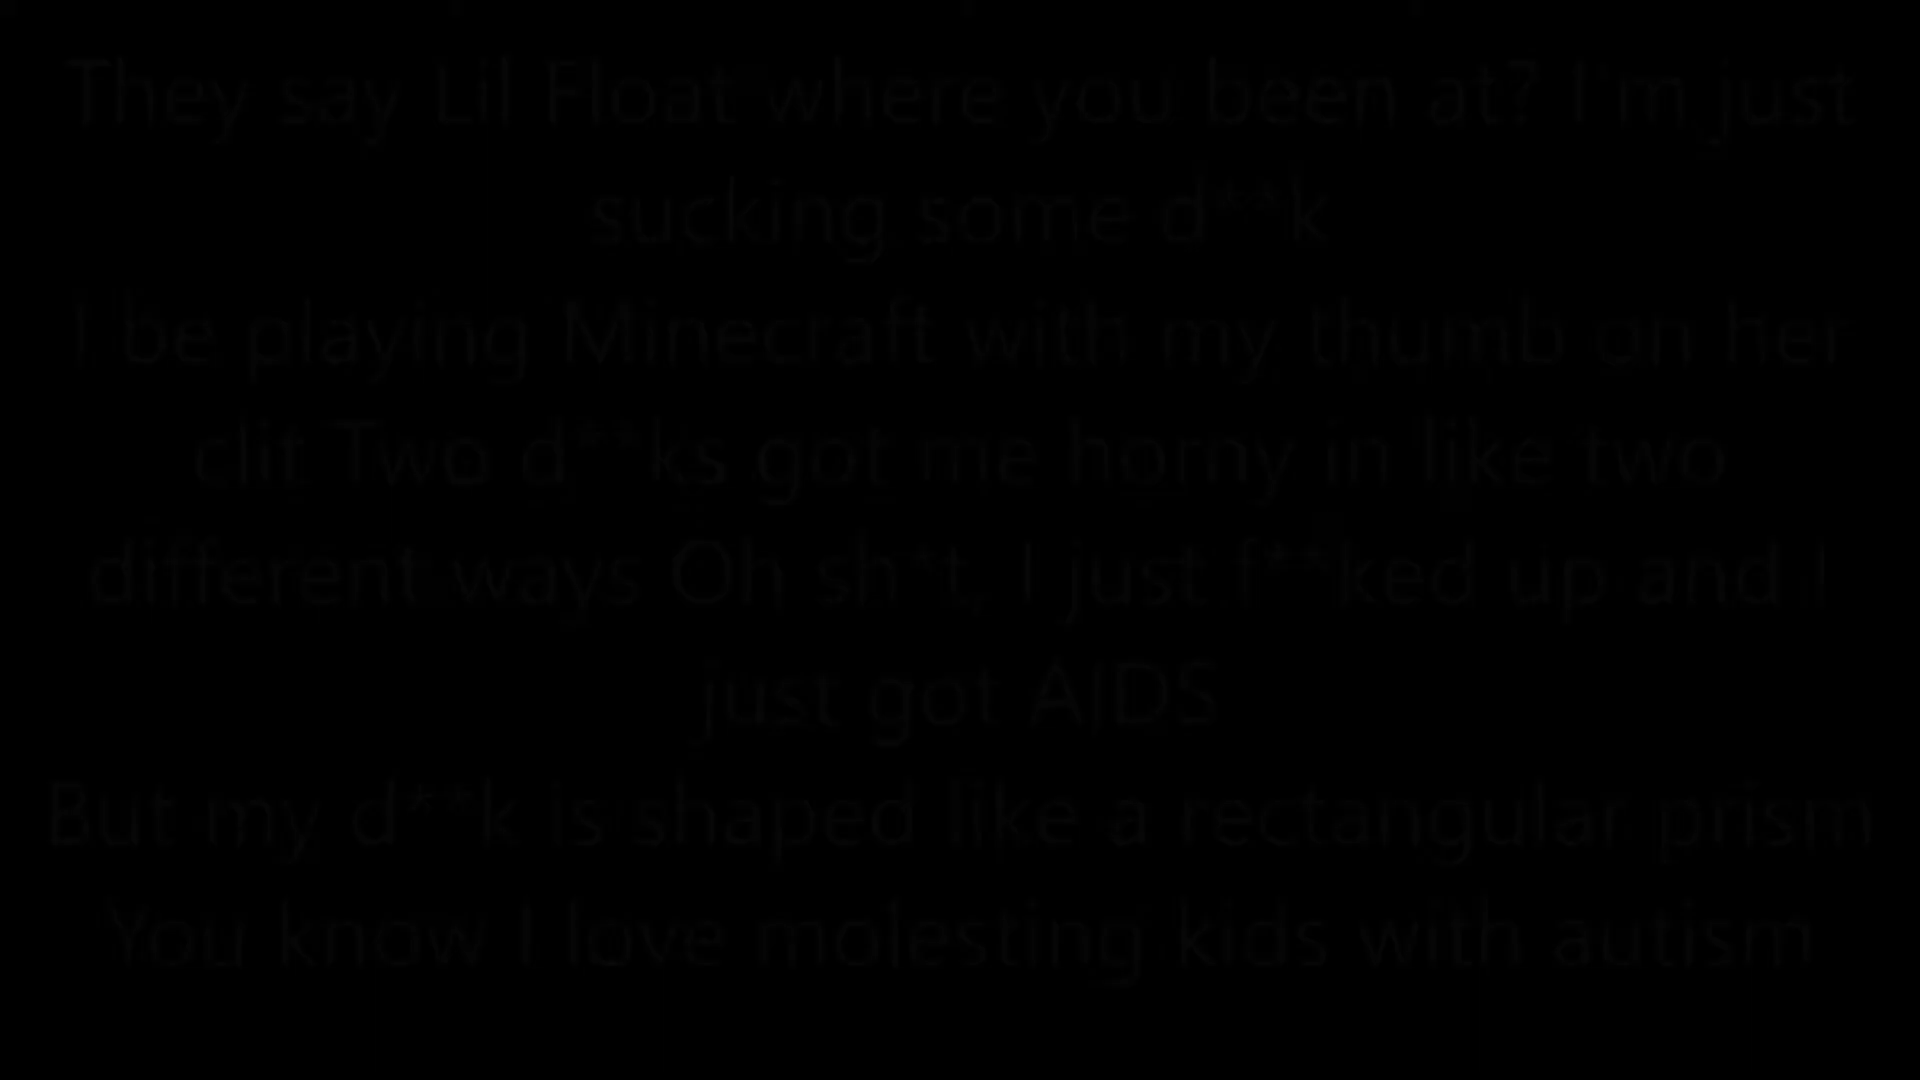 They say Lil Float where you been at? I'm just
sucking some d**k
I be playing Minecraft with my thumb on her
clit Two d**ks got me horny in like two
different ways Oh sh*t, I just f**ked up and I
just got AIDS
But my d**k is shaped like a rectangular prism
You know I love molesting kids with autism